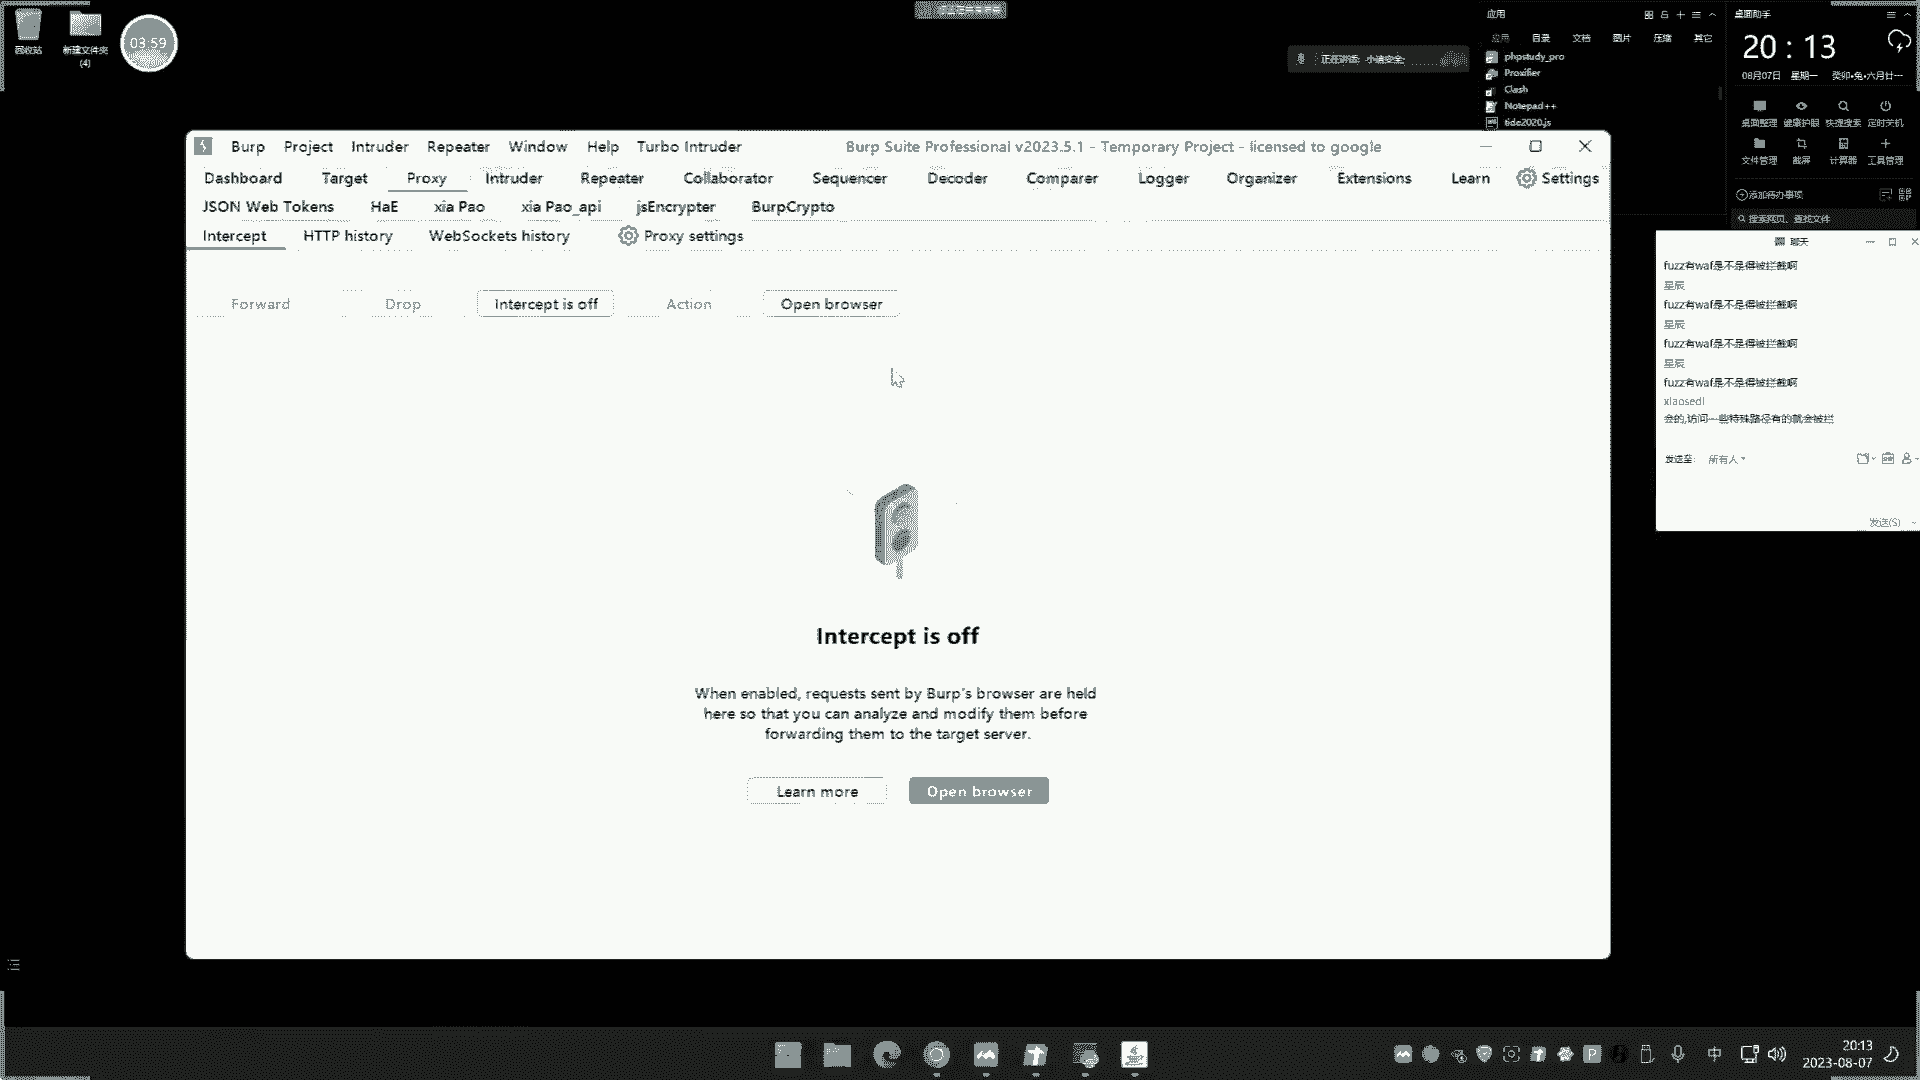 回收站
新建文件夹
(4)
03:59
正在讲话: 小迪安全;
应用
应用 目录 文档 图片 压缩 其它
phpstudy_pro
Proxifier
Clash
Notepad++
tide2020.js
桌面助手
20 : 13
08月07日 星期一 癸卯•兔•六月廿一
桌面整理 健康护眼 快捷搜索 定时关机
文件管理 截屏 计算器 工具管理
添加待办事项
搜索网页、查找文件
Burp Project Intruder Repeater Window Help Turbo Intruder
Burp Suite Professional v2023.5.1 - Temporary Project - licensed to google
Dashboard Target Proxy Intruder Repeater Collaborator Sequencer Decoder Comparer Logger Organizer Extensions Learn Settings
JSON Web Tokens HaE xia Pao xia Pao_api jsEncrypter BurpCrypto
Intercept HTTP history WebSockets history Proxy settings
Forward Drop Intercept is off Action Open browser
Intercept is off
When enabled, requests sent by Burp's browser are held
here so that you can analyze and modify them before
forwarding them to the target server.
Learn more Open browser
聊天
fuzz有waf是不是得被拦截啊
星辰
fuzz有waf是不是得被拦截啊
星辰
fuzz有waf是不是得被拦截啊
星辰
fuzz有waf是不是得被拦截啊
xiaosedi
会的,访问一些特殊路径有的就会被拦
发送至: 所有人
发送(S)
中
20:13
2023-08-07